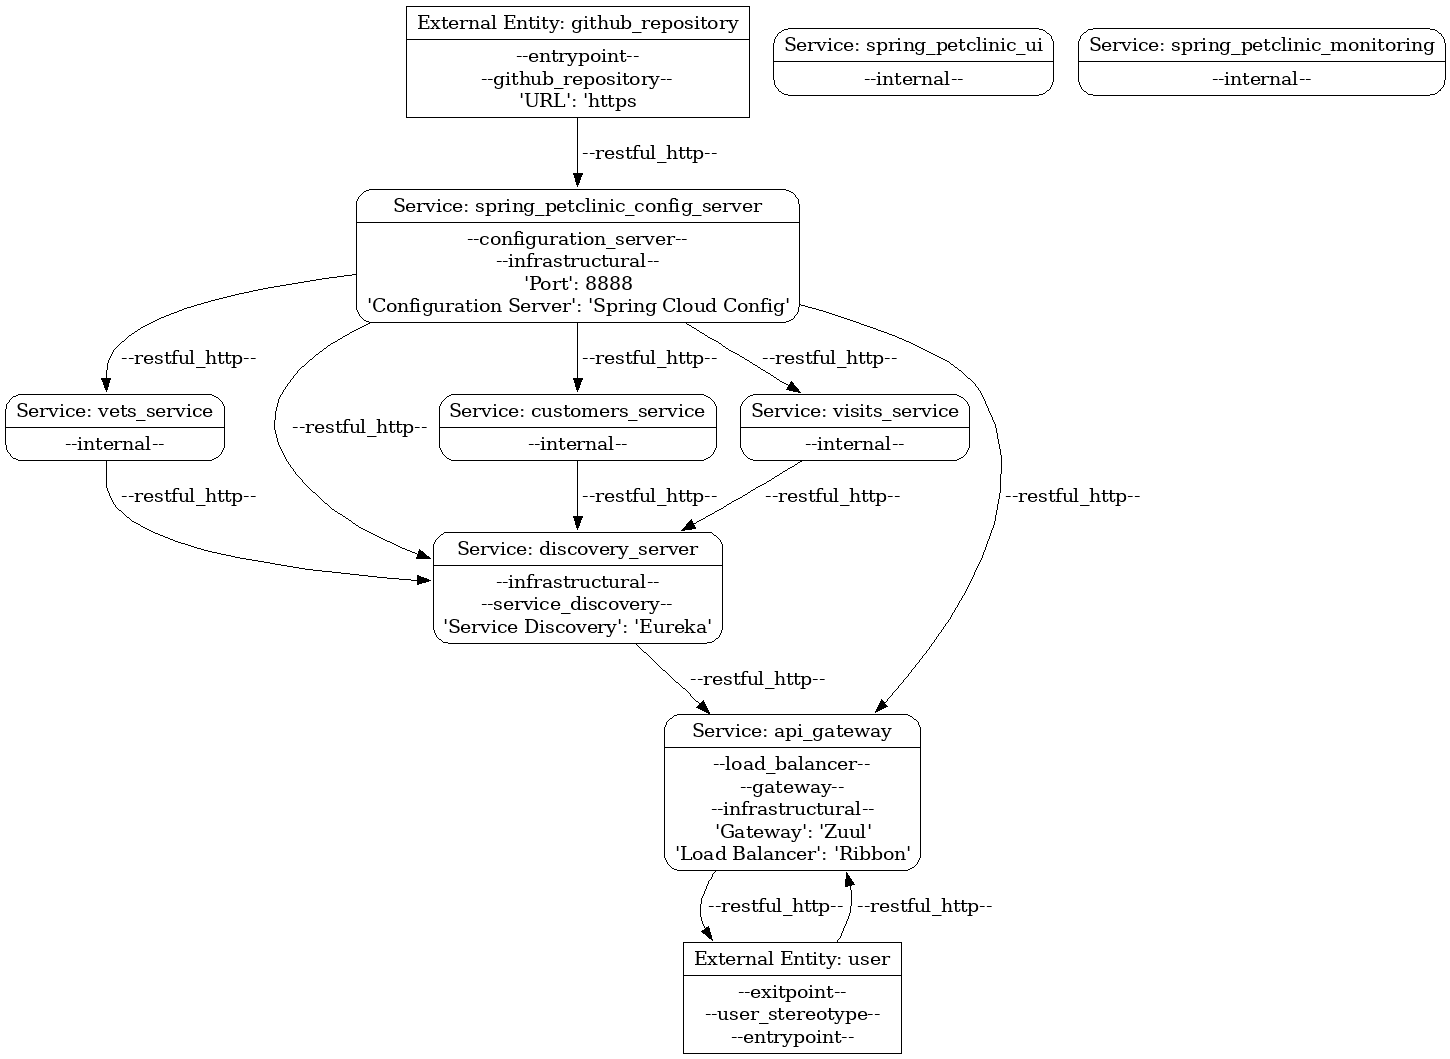 External Entity: github_repository
--entrypoint--
--github_repository--
'URL': 'https
Service: spring_petclinic_ui
--internal--
Service: spring_petclinic_monitoring
--internal--
--restful_http--
Service: spring_petclinic_config_server
--configuration_server--
--infrastructural--
'Port': 8888
'Configuration Server': 'Spring Cloud Config'
--restful_http--
--restful_http--
--restful_http--
Service: vets_service
--internal--
--restful_http--
Service: customers_service
--internal--
Service: visits_service
--internal--
--restful_http--
--restful_http--
--restful_http--
--restful_http--
Service: discovery_server
--infrastructural--
--service_discovery--
'Service Discovery': 'Eureka'
--restful_http--
Service: api_gateway
--load_balancer--
--gateway--
--infrastructural--
'Gateway': 'Zuul'
'Load Balancer': 'Ribbon'
--restful_http--
--restful_http--
External Entity: user
--exitpoint--
--user_stereotype--
--entrypoint--